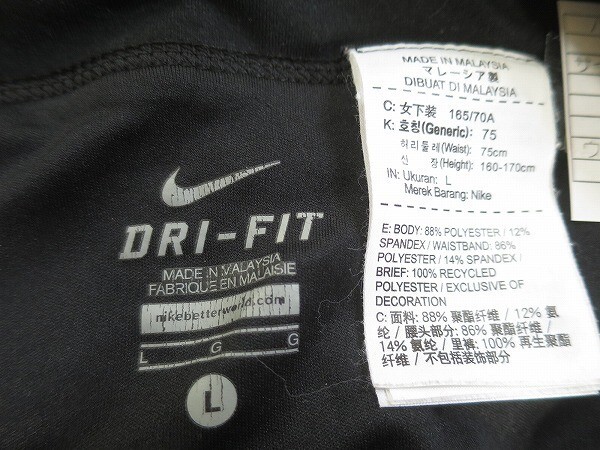 DRI-FIT
MADE IN MALAYSIA
FABRIQUÉ EN MALAISIE
nikebetterworld.com
L G G
L
MADE IN MALAYSIA
マレーシア製
DIBUAT DI MALAYSIA
C: 女下装 165/70A
K: 호칭(Generic): 75
허리둘레(Waist): 75cm
신 장(Height): 160-170cm
IN: Ukuran: L
Merek Barang: Nike
E: BODY: 88% POLYESTER / 12%
SPANDEX / WAISTBAND: 86%
POLYESTER / 14% SPANDEX /
BRIEF: 100% RECYCLED
POLYESTER / EXCLUSIVE OF
DECORATION
C: 面料: 88% 聚酯纤维 / 12% 氨
纶 / 腰头部分: 86% 聚酯纤维 /
14% 氨纶 / 里裤: 100% 再生聚酯
纤维 / 不包括装饰部分